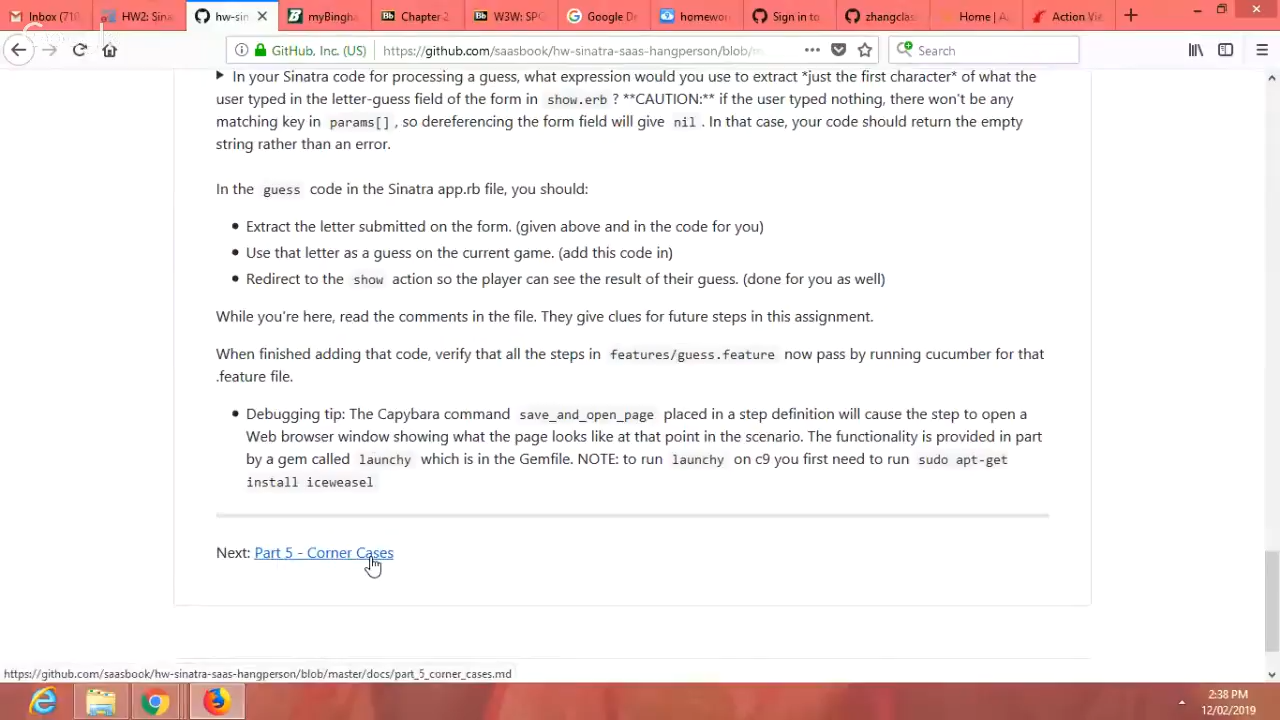 Inbox (71
HW2: Sina
hw-sin
myBingh
Chapter 2
W3W: SPO
Google Dr
homewor
Sign in to
zhangclas
Home | A
Action Vie
GitHub, Inc. (US)
https://github.com/saasbook/hw-sinatra-saas-hangperson/blob/m
Search
In your Sinatra code for processing a guess, what expression would you use to extract *just the first character* of what the
user typed in the letter-guess field of the form in show.erb ? **CAUTION:** if the user typed nothing, there won't be any
matching key in params[] , so dereferencing the form field will give nil . In that case, your code should return the empty
string rather than an error.
In the guess code in the Sinatra app.rb file, you should:
• Extract the letter submitted on the form. (given above and in the code for you)
• Use that letter as a guess on the current game. (add this code in)
• Redirect to the show action so the player can see the result of their guess. (done for you as well)
While you're here, read the comments in the file. They give clues for future steps in this assignment.
When finished adding that code, verify that all the steps in features/guess.feature now pass by running cucumber for that
.feature file.
• Debugging tip: The Capybara command save_and_open_page placed in a step definition will cause the step to open a
Web browser window showing what the page looks like at that point in the scenario. The functionality is provided in part
by a gem called launchy which is in the Gemfile. NOTE: to run launchy on c9 you first need to run sudo apt-get
install iceweasel
Next: Part 5 - Corner Cases
https://github.com/saasbook/hw-sinatra-saas-hangperson/blob/master/docs/part_5_corner_cases.md
2:38 PM
12/02/2019